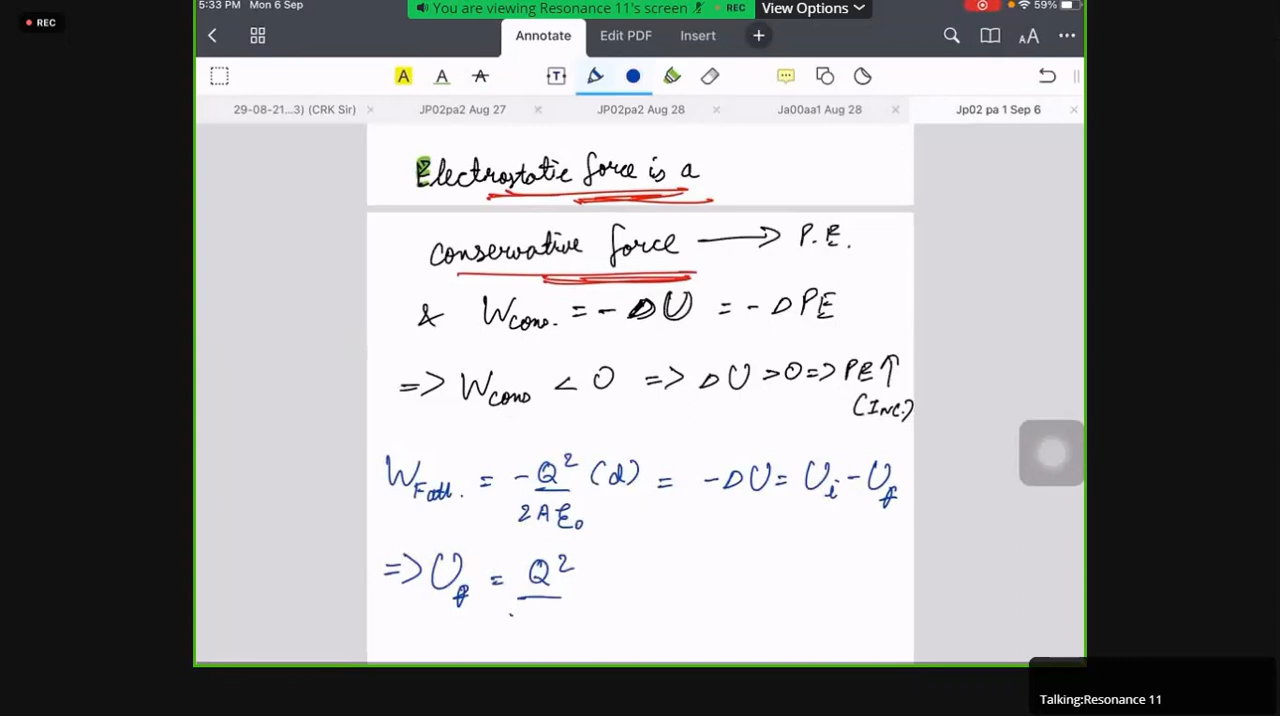 5:33 PM Mon 6 Sep
You are viewing Resonance 11's screen
REC
View Options
59%
REC
Annotate
Edit PDF
Insert
AA
A A A T
29-08-21...3) (CRK Sir)
JP02pa2 Aug 27
JP02pa2 Aug 28
Ja00aa1 Aug 28
Jp02 pa 1 Sep 6
Electrostatic force is a
conservative force ⟶ P.E.
& W_cons. = - ΔU = - ΔPE
=> W_cons < 0 => ΔU >0 => PE↑
(Inc.)
W_Fatt. = -Q²/2Aε₀ (d) = -ΔU = U_i - U_f
=> U_f = Q²
Talking:Resonance 11